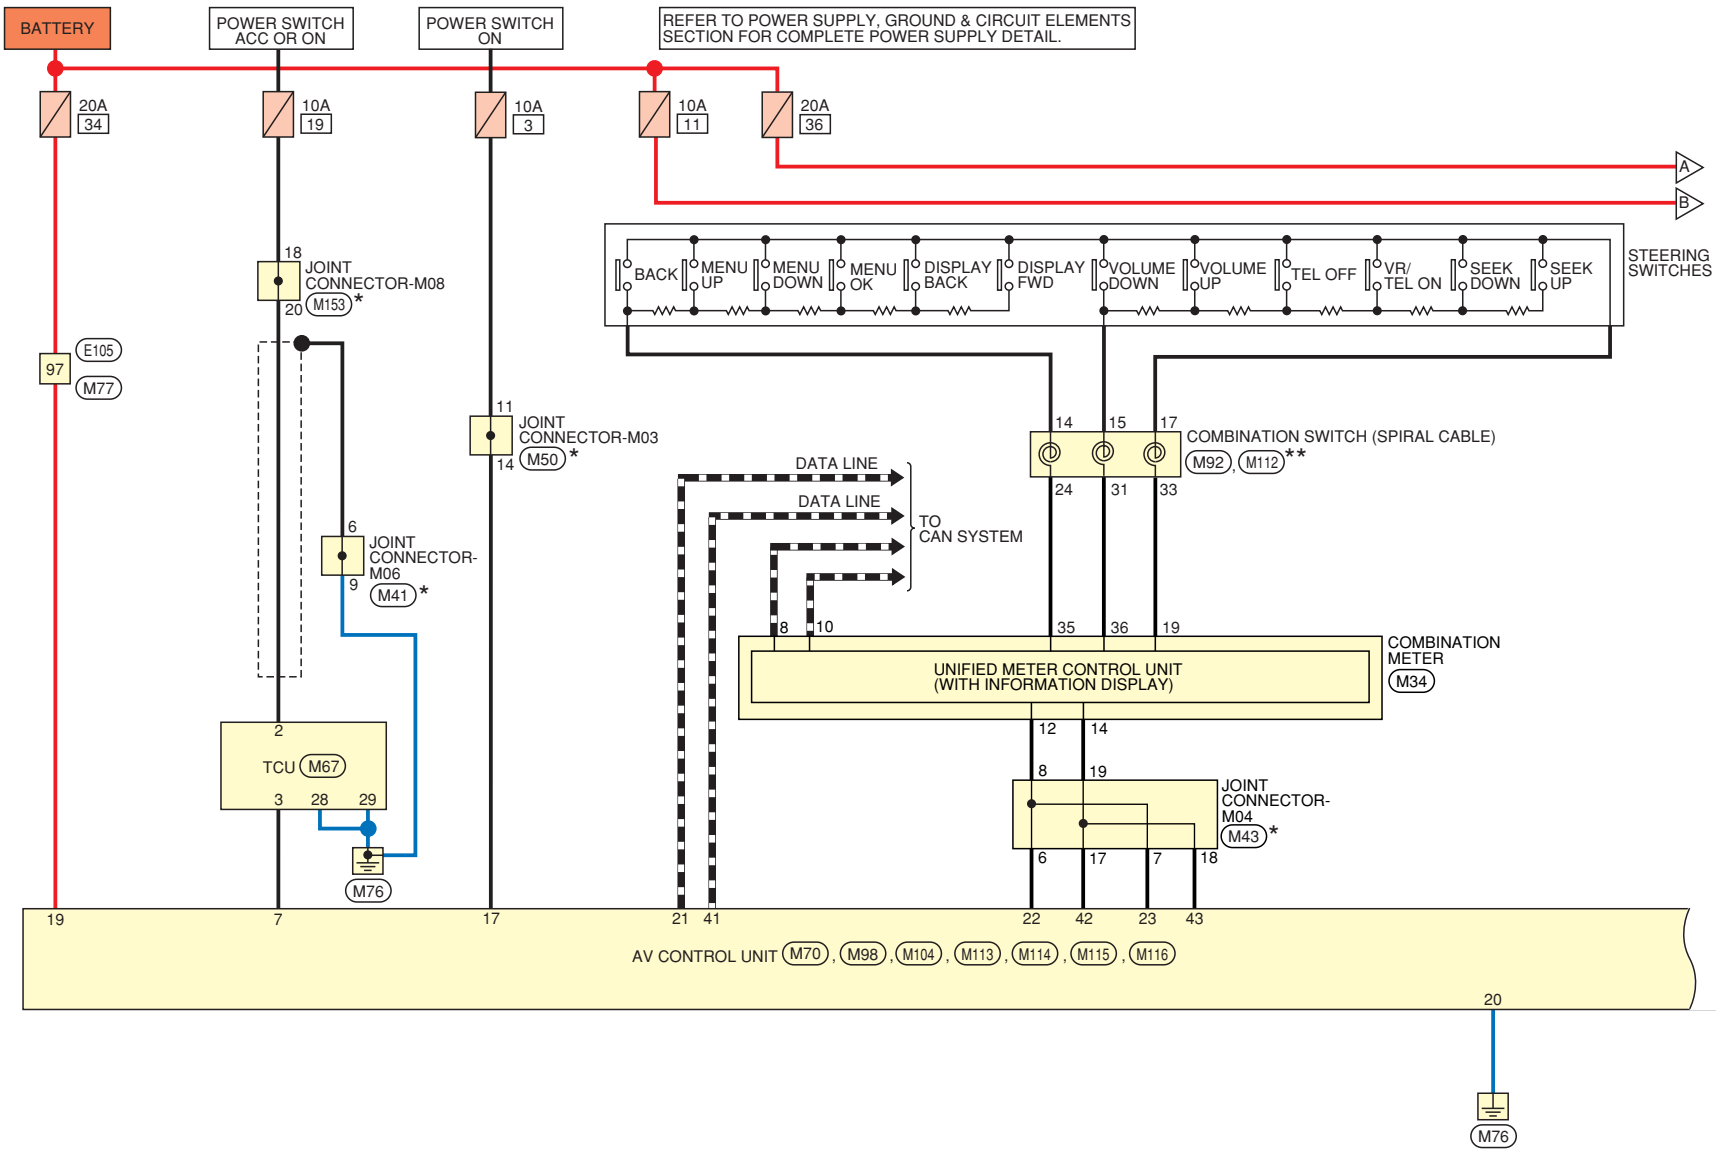 BATTERY
POWER SWITCH
ACC OR ON
POWER SWITCH
ON
REFER TO POWER SUPPLY, GROUND & CIRCUIT ELEMENTS
SECTION FOR COMPLETE POWER SUPPLY DETAIL.
20A
34
10A
19
10A
3
10A
11
20A
36
A
B
STEERING
SWITCHES
BACK
MENU
UP
MENU
DOWN
MENU
OK
DISPLAY
BACK
DISPLAY
FWD
VOLUME
DOWN
VOLUME
UP
TEL OFF
VR/
TEL ON
SEEK
DOWN
SEEK
UP
18
JOINT
CONNECTOR-M08
20
M153 *
97
E105
M77
11
JOINT
CONNECTOR-M03
14
M50 *
6
JOINT
CONNECTOR-
M06
9
M41 *
DATA LINE
DATA LINE
TO
CAN SYSTEM
14
15
17
COMBINATION SWITCH (SPIRAL CABLE)
M92 , M112 **
24
31
33
8
10
35
36
19
COMBINATION
METER
M34
UNIFIED METER CONTROL UNIT
(WITH INFORMATION DISPLAY)
12
14
8
19
JOINT
CONNECTOR-
M04
M43 *
6
17
7
18
2
TCU M67
3
28
29
M76
19
7
17
21
41
22
42
23
43
AV CONTROL UNIT M70 , M98 , M104 , M113 , M114 , M115 , M116
20
M76